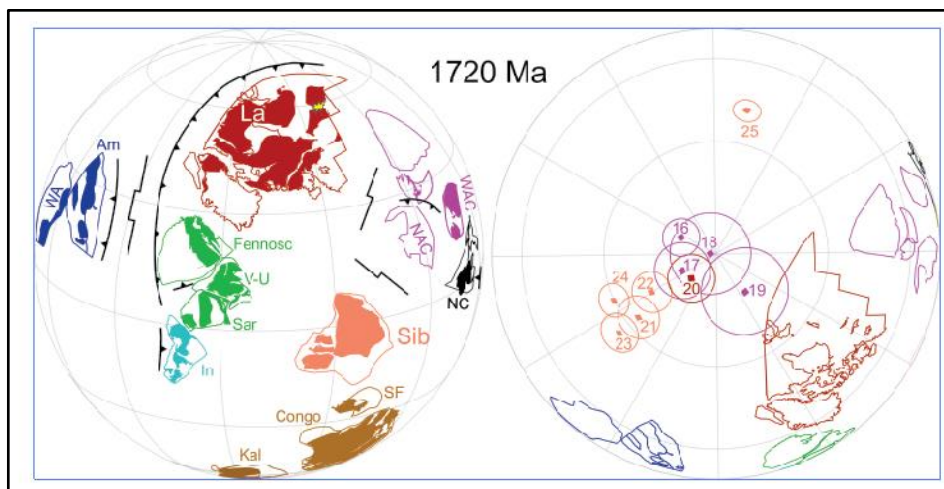 1720 Ma
La
Am
WA
WAC
NAC
NC
Fennosc
V-U
Sar
In
Sib
SF
Congo
Kal
25
16
18
17
20
19
24
22
21
23